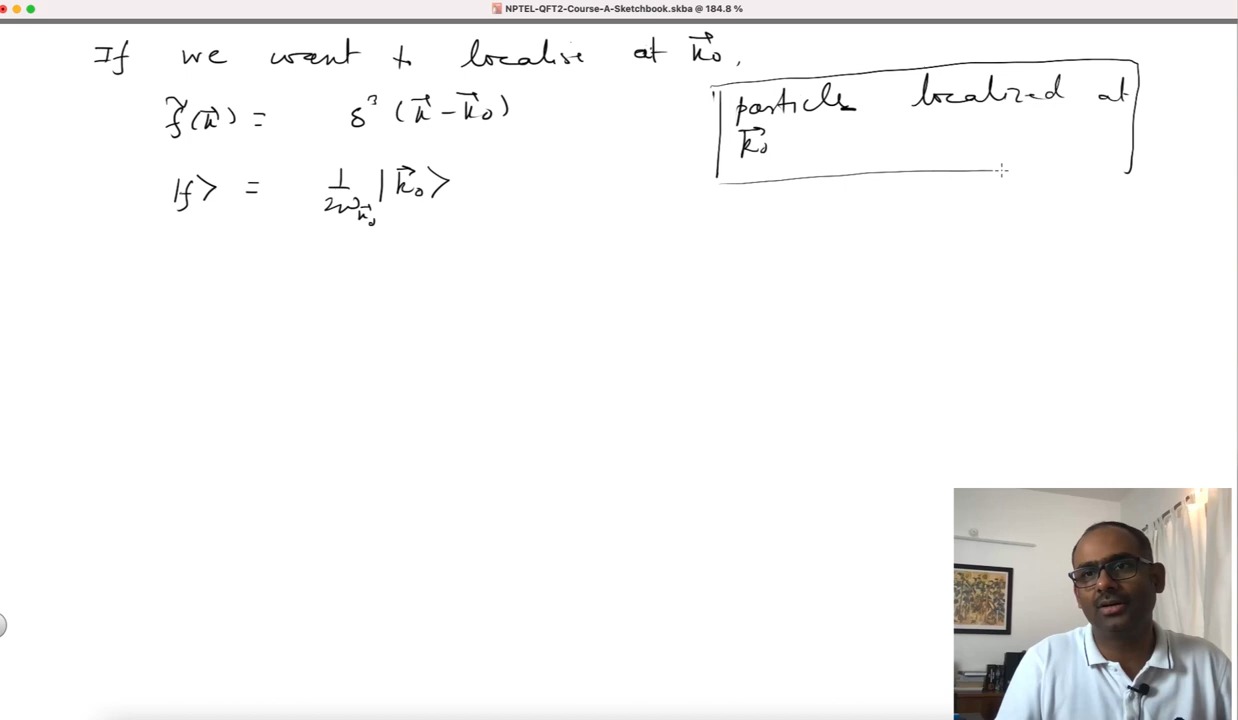 NPTEL-QFT2-Course-A-Sketchbook.skba @ 184.8 %
If we want to localise at k⃗₀,
f̃(k⃗) = δ³(k⃗ - k⃗₀)
|f> = 1/2ω_k⃗₀ |k⃗₀>
particle localized at
k⃗₀